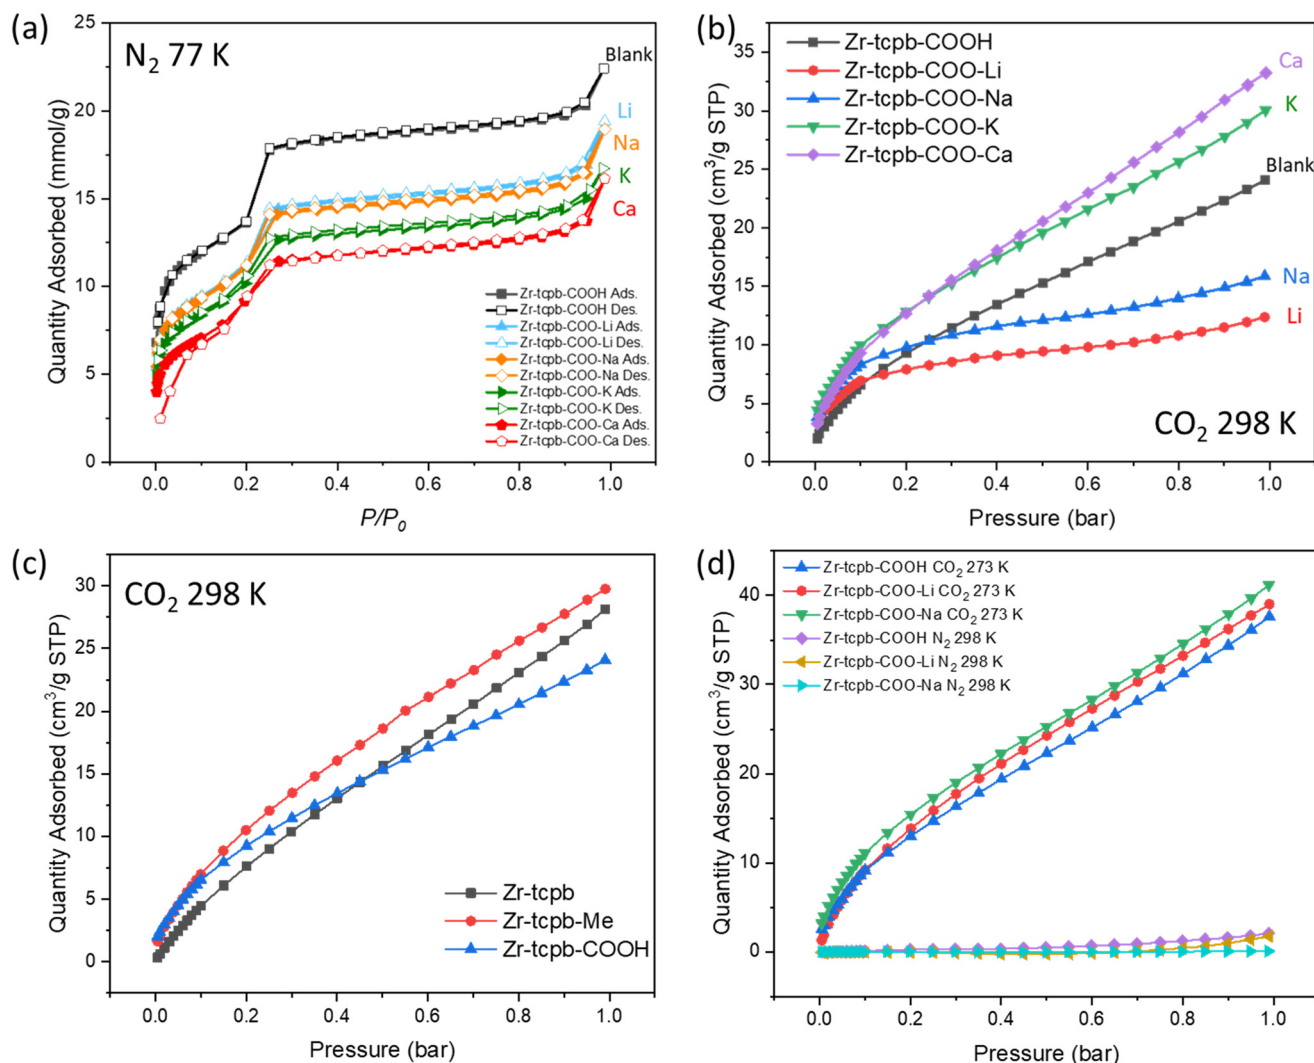 (a)
N₂ 77 K
Quantity Adsorbed (mmol/g)
25
20
15
10
5
0
Blank
Li
Na
K
Ca
Zr-tcpb-COOH Ads.
Zr-tcpb-COOH Des.
Zr-tcpb-COO-Li Ads.
Zr-tcpb-COO-Li Des.
Zr-tcpb-COO-Na Ads.
Zr-tcpb-COO-Na Des.
Zr-tcpb-COO-K Ads.
Zr-tcpb-COO-K Des.
Zr-tcpb-COO-Ca Ads.
Zr-tcpb-COO-Ca Des.
0.0 0.2 0.4 0.6 0.8 1.0
P/P₀
(b)
Quantity Adsorbed (cm³/g STP)
35
30
25
20
15
10
5
0
Zr-tcpb-COOH
Zr-tcpb-COO-Li
Zr-tcpb-COO-Na
Zr-tcpb-COO-K
Zr-tcpb-COO-Ca
Ca
K
Blank
Na
Li
CO₂ 298 K
0.0 0.2 0.4 0.6 0.8 1.0
Pressure (bar)
(c)
CO₂ 298 K
Quantity Adsorbed (cm³/g STP)
30
25
20
15
10
5
0
Zr-tcpb
Zr-tcpb-Me
Zr-tcpb-COOH
0.0 0.2 0.4 0.6 0.8 1.0
Pressure (bar)
(d)
Quantity Adsorbed (cm³/g STP)
40
30
20
10
0
Zr-tcpb-COOH CO₂ 273 K
Zr-tcpb-COO-Li CO₂ 273 K
Zr-tcpb-COO-Na CO₂ 273 K
Zr-tcpb-COOH N₂ 298 K
Zr-tcpb-COO-Li N₂ 298 K
Zr-tcpb-COO-Na N₂ 298 K
0.0 0.2 0.4 0.6 0.8 1.0
Pressure (bar)